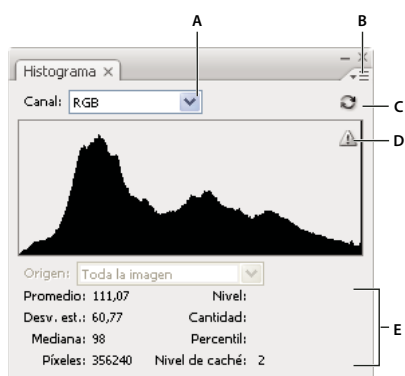 A
B
Histograma ×
Canal: RGB
C
D
Origen: Toda la imagen
Promedio: 111,07 Nivel:
Desv. est.: 60,77 Cantidad:
E
Mediana: 98 Percentil:
Píxeles: 356240 Nivel de caché: 2